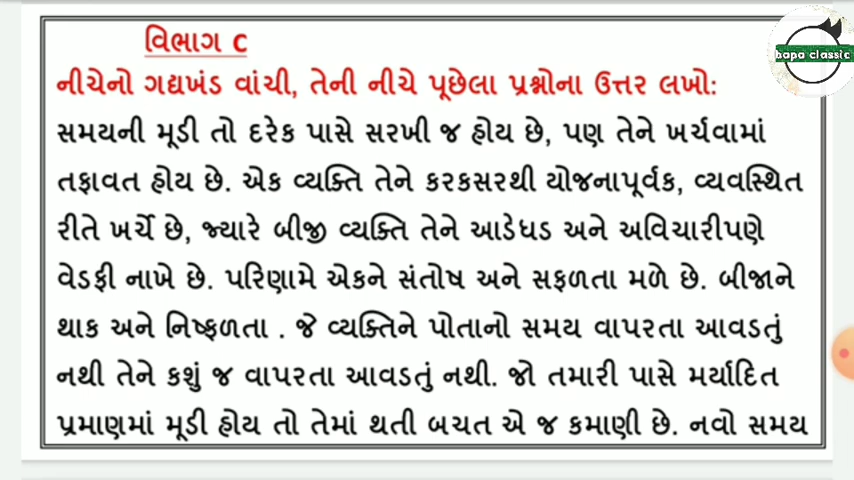 વિભાગ C
bapa classic
નીચેનો ગદ્યખંડ વાંચી, તેની નીચે પૂછેલા પ્રશ્નોના ઉત્તર લખો:
સમયની મૂડી તો દરેક પાસે સરખી જ હોય છે, પણ તેને ખર્ચવામાં
તફાવત હોય છે. એક વ્યક્તિ તેને કરકસરથી યોજનાપૂર્વક, વ્યવસ્થિત
રીતે ખર્ચે છે, જ્યારે બીજી વ્યક્તિ તેને આડેધડ અને અવિચારીપણે
વેડફી નાખે છે. પરિણામે એકને સંતોષ અને સફળતા મળે છે. બીજાને
થાક અને નિષ્ફળતા . જે વ્યક્તિને પોતાનો સમય વાપરતા આવડતું
નથી તેને કશું જ વાપરતા આવડતું નથી. જો તમારી પાસે મર્યાદિત
પ્રમાણમાં મૂડી હોય તો તેમાં થતી બચત એ જ કમાણી છે. નવો સમય